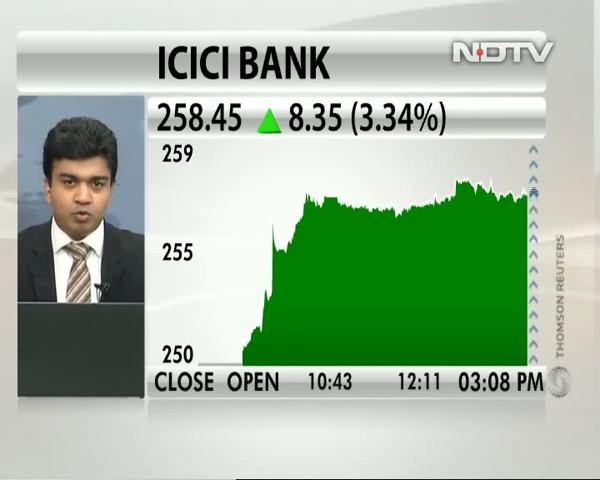 ICICI BANK
NDTV
258.45 ▲ 8.35 (3.34%)
259
255
250
CLOSE OPEN 10:43 12:11 03:08 PM
THOMSON REUTERS